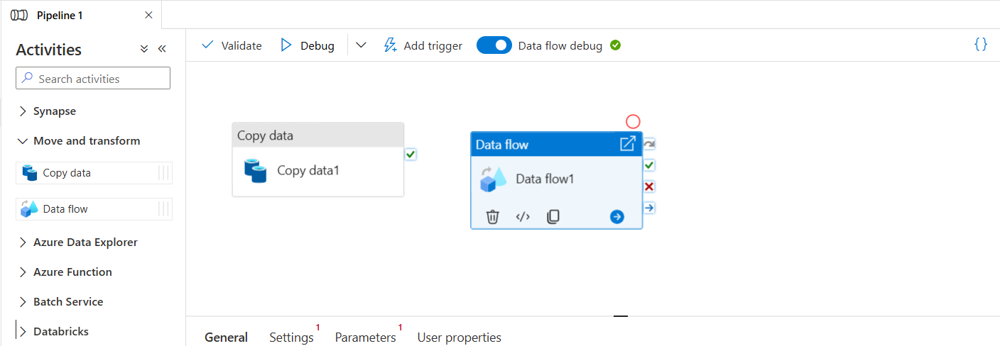 Pipeline 1
Activities
Validate
Debug
Add trigger
Data flow debug
{}
Search activities
Synapse
Move and transform
Copy data
Data flow
Azure Data Explorer
Azure Function
Batch Service
Databricks
Copy data
Copy data1
Data flow
Data flow1
</>
General
Settings 1
Parameters 1
User properties